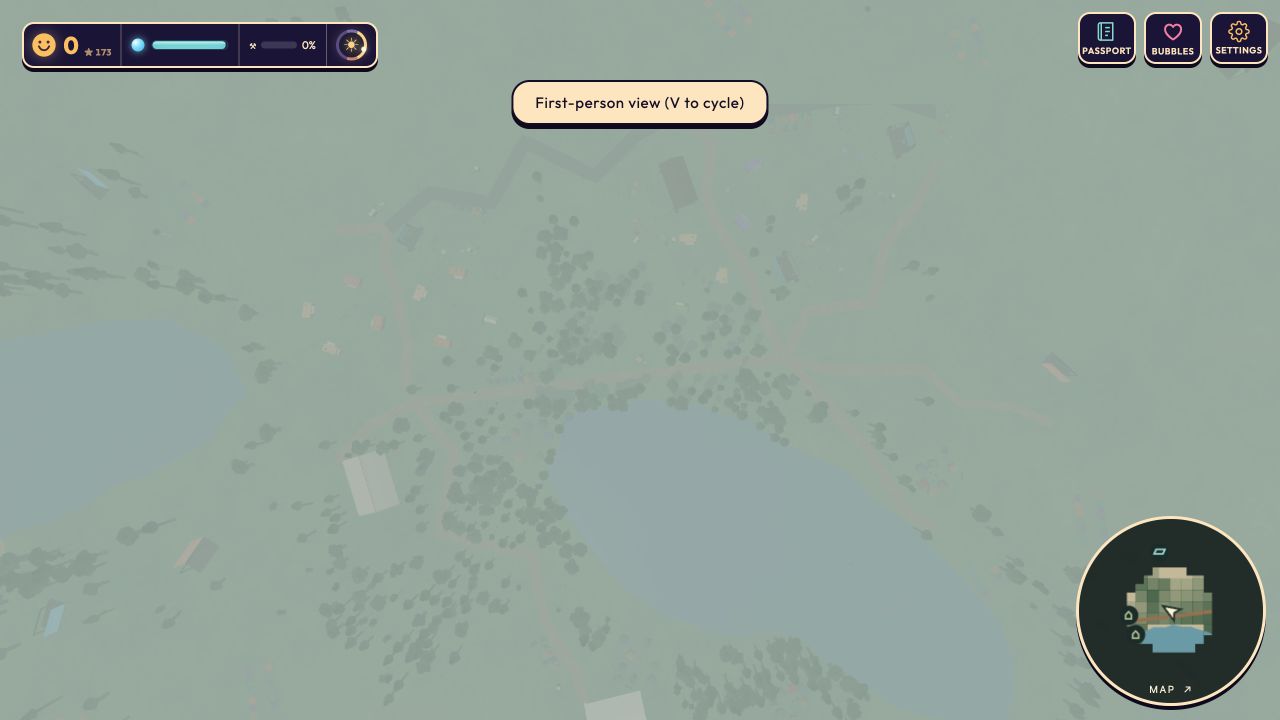 0
173
0%
PASSPORT
BUBBLES
SETTINGS
First-person view (V to cycle)
MAP